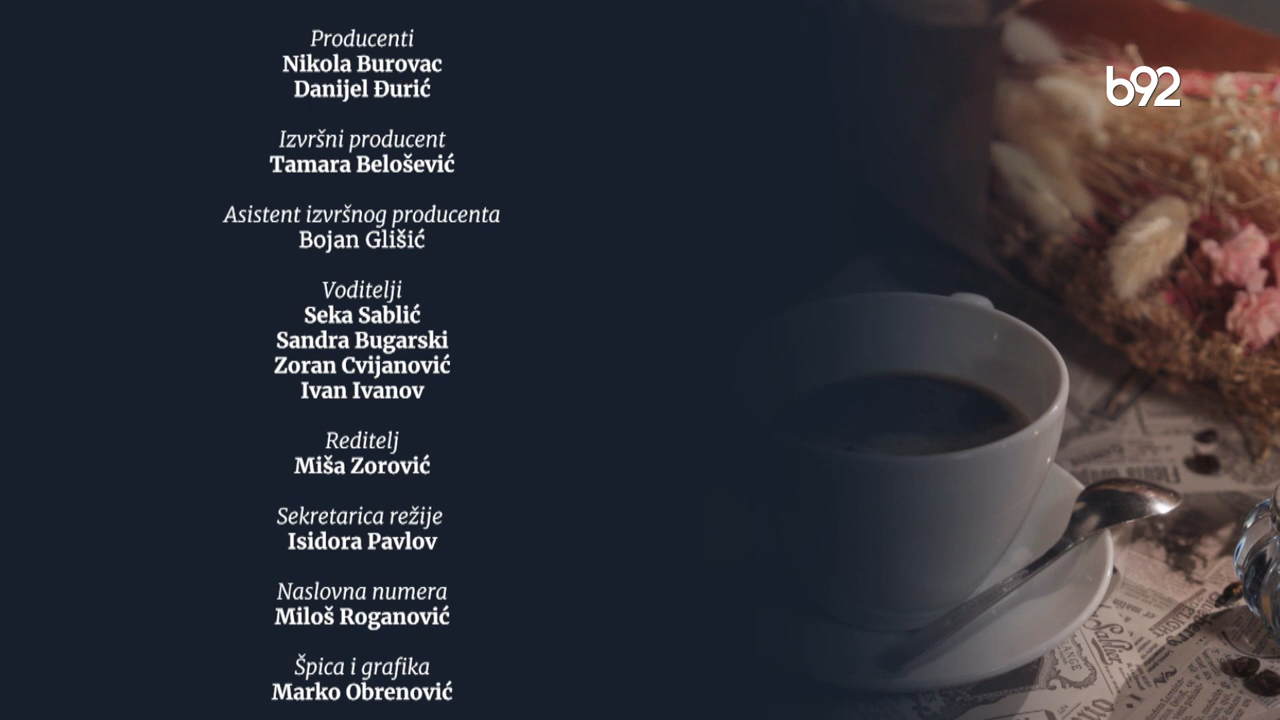 Producenti
Nikola Burovac
Danijel Đurić
Izvršni producent
Tamara Belošević
Asistent izvršnog producenta
Bojan Glišić
Voditelji
Seka Sablić
Sandra Bugarski
Zoran Cvijanović
Ivan Ivanov
Reditelj
Miša Zorović
Sekretarica režije
Isidora Pavlov
Naslovna numera
Miloš Roganović
Špica i grafika
Marko Obrenović
b92